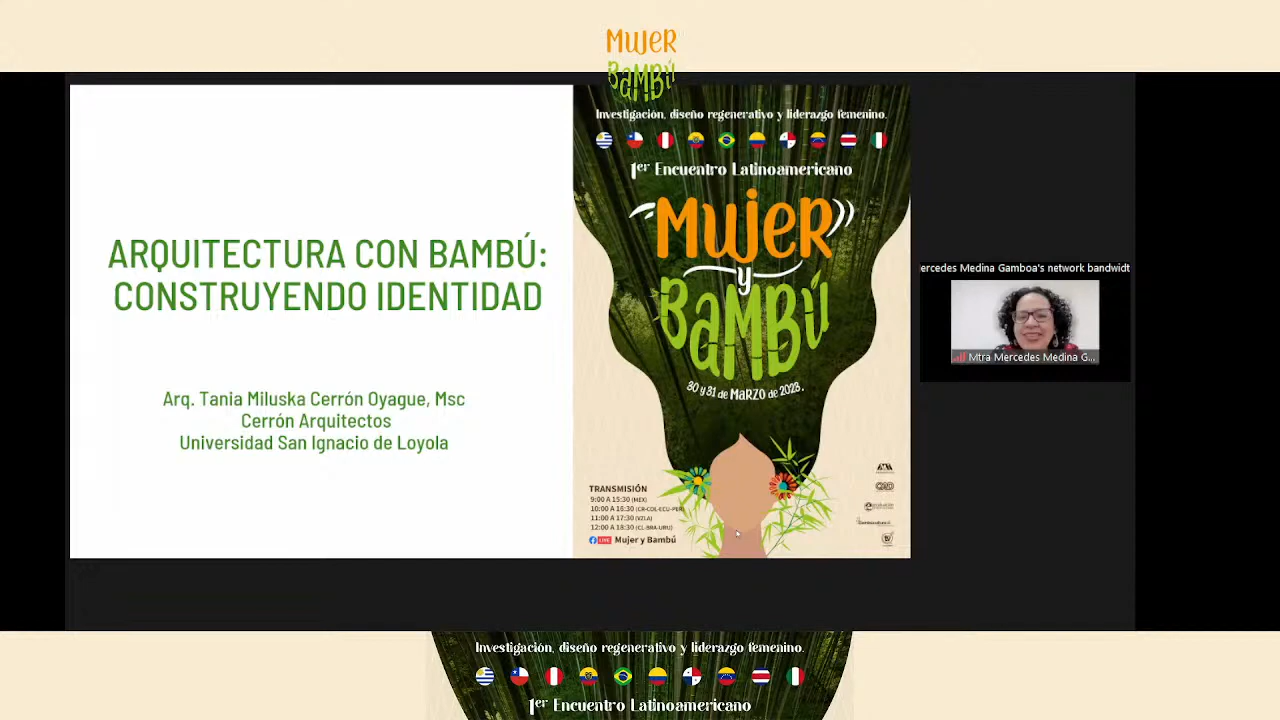 MUJER
BAMBÚ
ARQUITECTURA CON BAMBÚ:
CONSTRUYENDO IDENTIDAD
Arq. Tania Miluska Cerrón Oyague, Msc
Cerrón Arquitectos
Universidad San Ignacio de Loyola
Investigación, diseño regenerativo y liderazgo femenino.
1er Encuentro Latinoamericano
MUJER
y
BAMBÚ
30 y 31 de MARZO de 2023.
TRANSMISIÓN
9:00 A 15:30 (MEX)
10:00 A 16:30 (CR-COL-ECU-PER)
11:00 A 17:30 (VZLA)
12:00 A 18:30 (CL-BRA-URU)
LIVE Mujer y Bambú
ercedes Medina Gamboa's network bandwidt
Mtra Mercedes Medina G...
Investigación, diseño regenerativo y liderazgo femenino.
1er Encuentro Latinoamericano